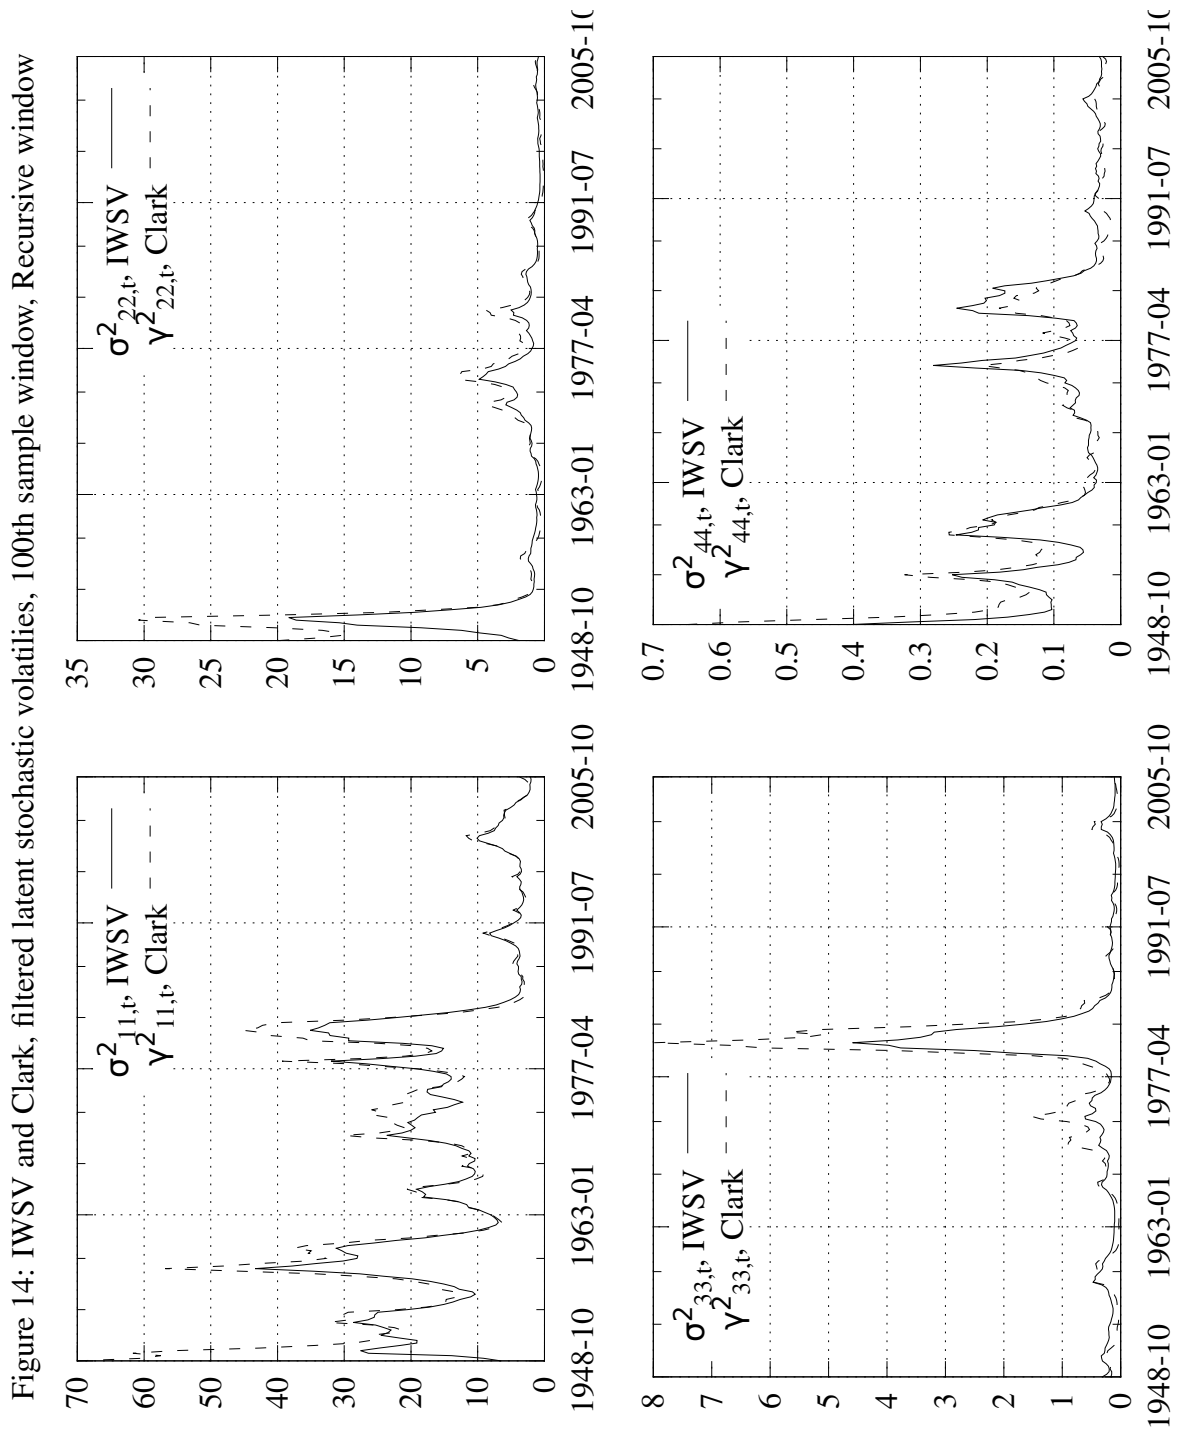 Figure 14: IWSV and Clark, filtered latent stochastic volatilies, 100th sample window, Recursive window
σ²11,t, IWSV
γ²11,t, Clark
70
60
50
40
30
20
10
0
1948-10 1963-01 1977-04 1991-07 2005-10
σ²22,t, IWSV
γ²22,t, Clark
35
30
25
20
15
10
5
0
1948-10 1963-01 1977-04 1991-07 2005-1(
σ²33,t, IWSV
γ²33,t, Clark
8
7
6
5
4
3
2
1
0
1948-10 1963-01 1977-04 1991-07 2005-10
σ²44,t, IWSV
γ²44,t, Clark
0.7
0.6
0.5
0.4
0.3
0.2
0.1
0
1948-10 1963-01 1977-04 1991-07 2005-1(